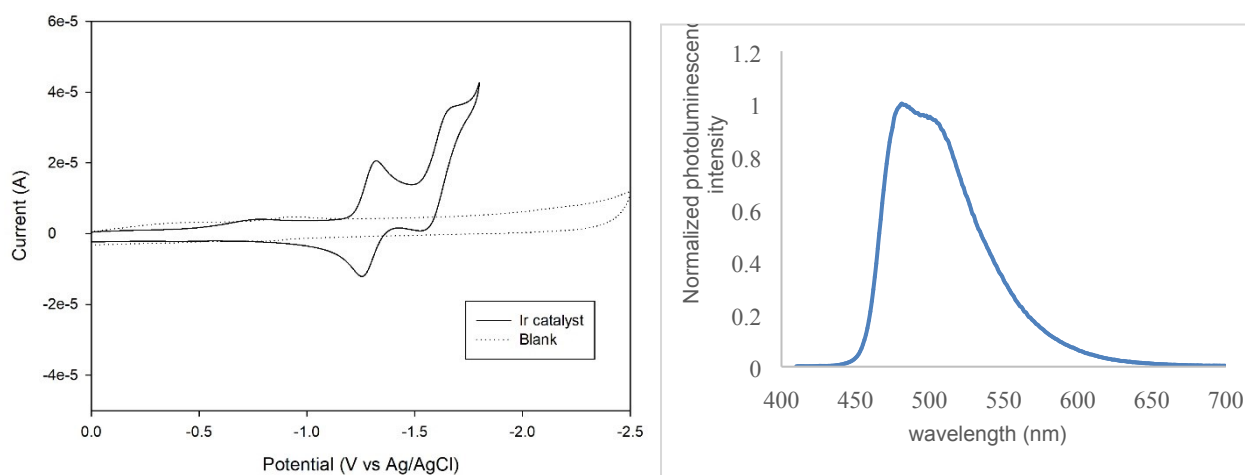 6e-5
4e-5
2e-5
0
-2e-5
-4e-5
Current (A)
0.0 -0.5 -1.0 -1.5 -2.0 -2.5
Potential (V vs Ag/AgCl)
Ir catalyst
Blank
Normalized photoluminescenc
intensity
1.2
1
0.8
0.6
0.4
0.2
0
400 450 500 550 600 650 700
wavelength (nm)